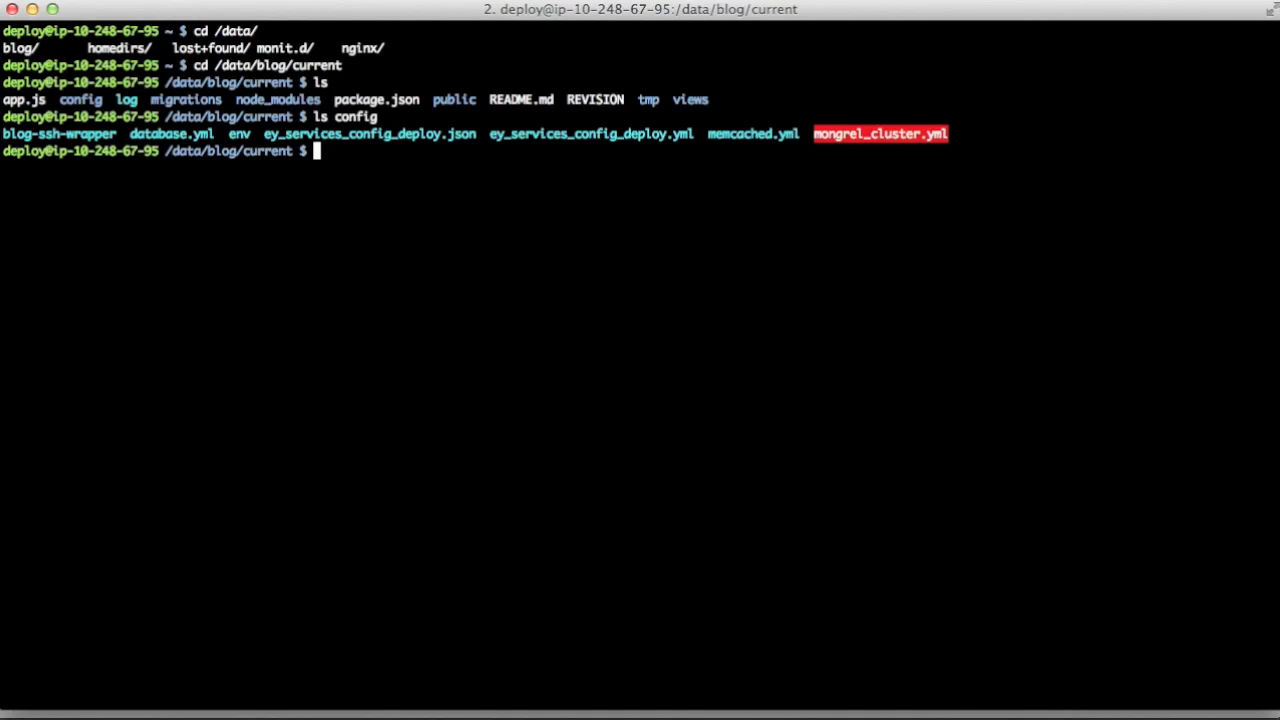 2. deploy@ip-10-248-67-95:/data/blog/current
deploy@ip-10-248-67-95 ~ $ cd /data/
blog/ homedirs/ lost+found/ monit.d/ nginx/
deploy@ip-10-248-67-95 ~ $ cd /data/blog/current
deploy@ip-10-248-67-95 /data/blog/current $ ls
app.js config log migrations node_modules package.json public README.md REVISION tmp views
deploy@ip-10-248-67-95 /data/blog/current $ ls config
blog-ssh-wrapper database.yml env ey_services_config_deploy.json ey_services_config_deploy.yml memcached.yml mongrel_cluster.yml
deploy@ip-10-248-67-95 /data/blog/current $